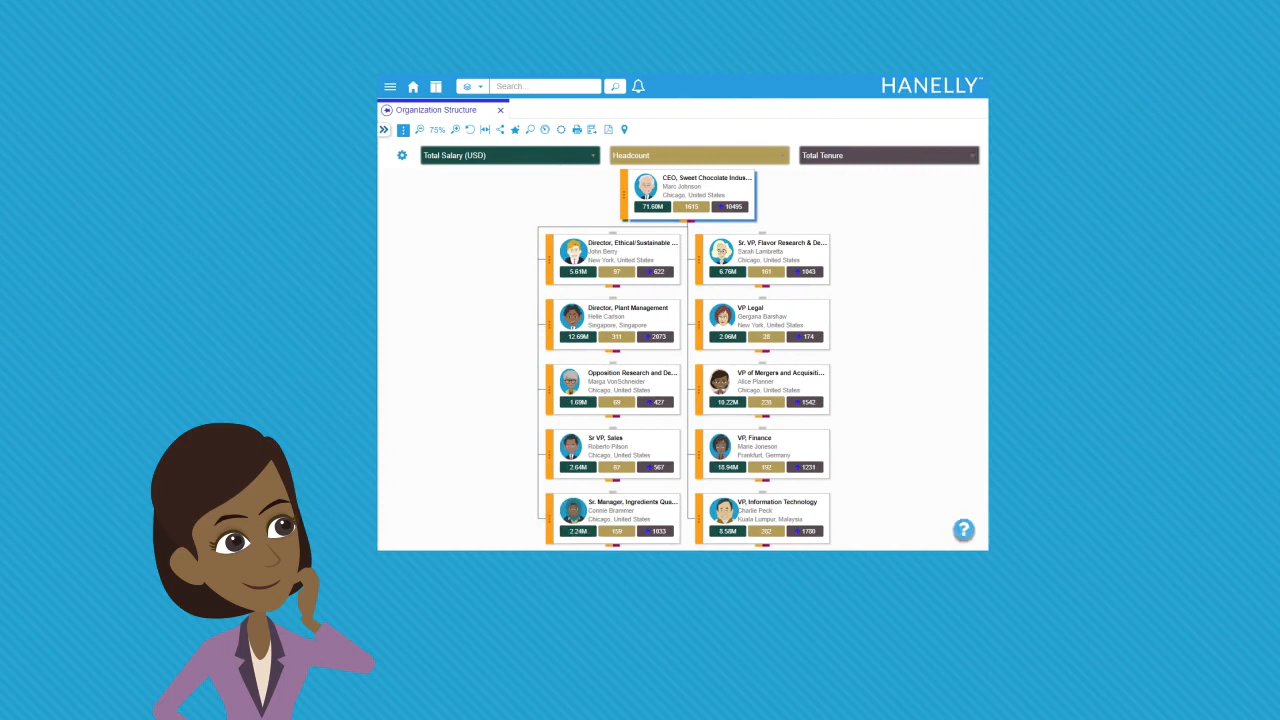 Search...
HANELLY™
Organization Structure
75%
Total Salary (USD)
Headcount
Total Tenure
CEO, Sweet Chocolate Indus...
Marc Johnson
Chicago, United States
71.60M 1615 10495
Director, Ethical/Sustainable ...
John Berry
New York, United States
5.61M 97 622
Sr. VP, Flavor Research & De...
Sarah Lambretta
Chicago, United States
6.76M 161 1043
Director, Plant Management
Helle Carlson
Singapore, Singapore
12.69M 311 2073
VP Legal
Gergana Barshaw
New York, United States
2.06M 28 174
Opposition Research and De...
Marga VonSchneider
Chicago, United States
1.69M 69 427
VP of Mergers and Acquisiti...
Alice Planner
Chicago, United States
10.22M 228 1542
Sr VP, Sales
Roberto Pilson
Chicago, United States
2.64M 87 567
VP, Finance
Marie Joneson
Frankfurt, Germany
18.94M 192 1231
Sr. Manager, Ingredients Qua...
Connie Brammer
Chicago, United States
2.24M 159 1033
VP, Information Technology
Charlie Peck
Kuala Lumpur, Malaysia
8.58M 282 1780
?